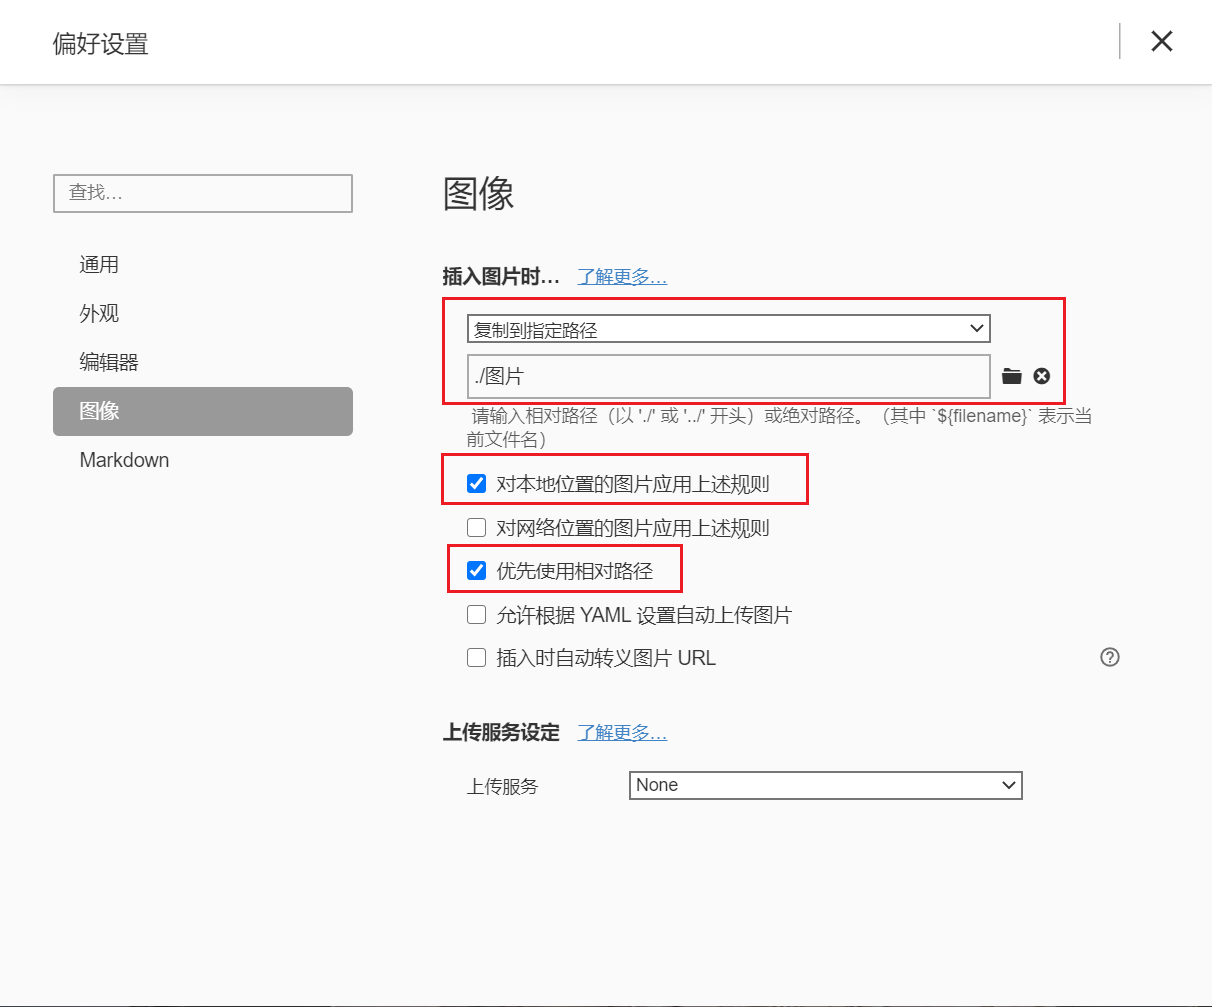 偏好设置
查找...
通用
外观
编辑器
图像
Markdown
图像
插入图片时... 了解更多...
复制到指定路径
./图片
请输入相对路径（以 './' 或 '../' 开头）或绝对路径。（其中 `${filename}` 表示当
前文件名）
对本地位置的图片应用上述规则
对网络位置的图片应用上述规则
优先使用相对路径
允许根据 YAML 设置自动上传图片
插入时自动转义图片 URL
上传服务设定 了解更多...
上传服务 None